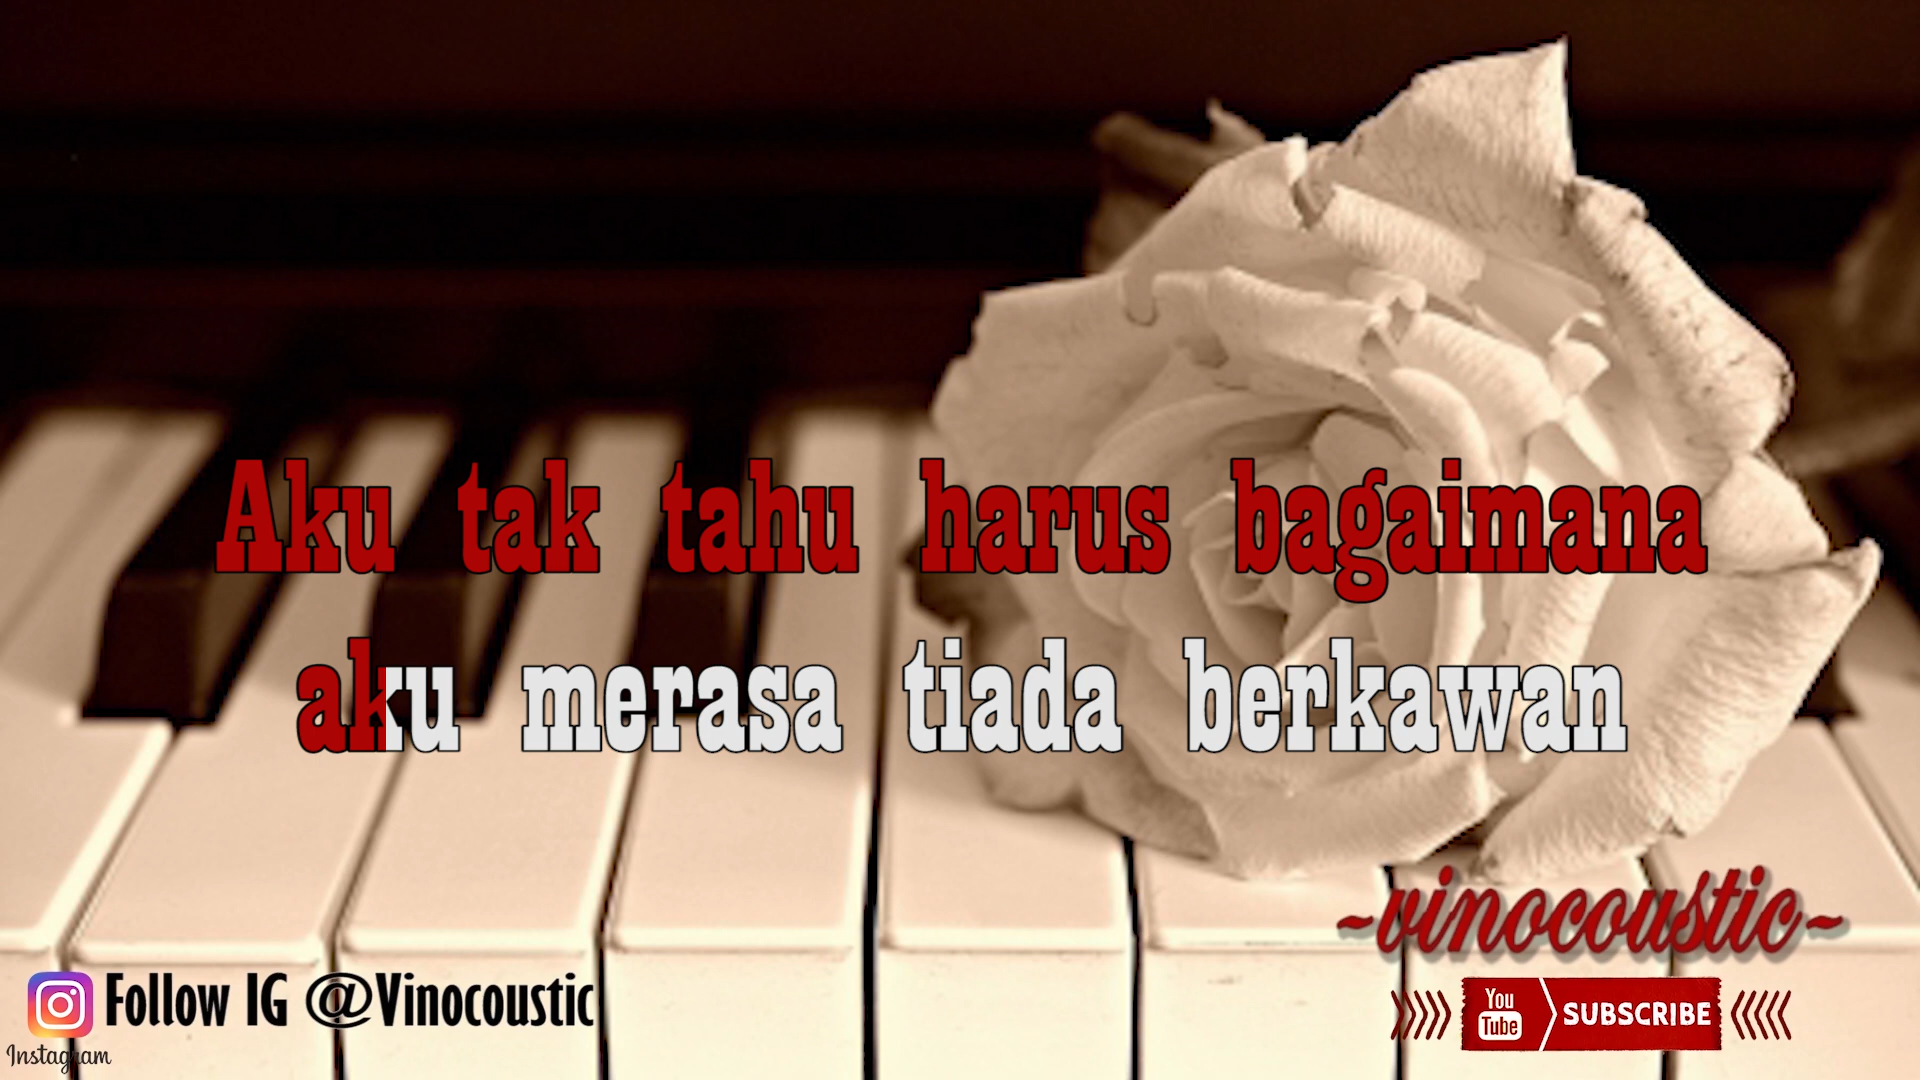 Aku tak tahu harus bagaimana
aku merasa tiada berkawan
~vinocoustic~
Follow IG @Vinocoustic
Instagram
You
Tube
SUBSCRIBE